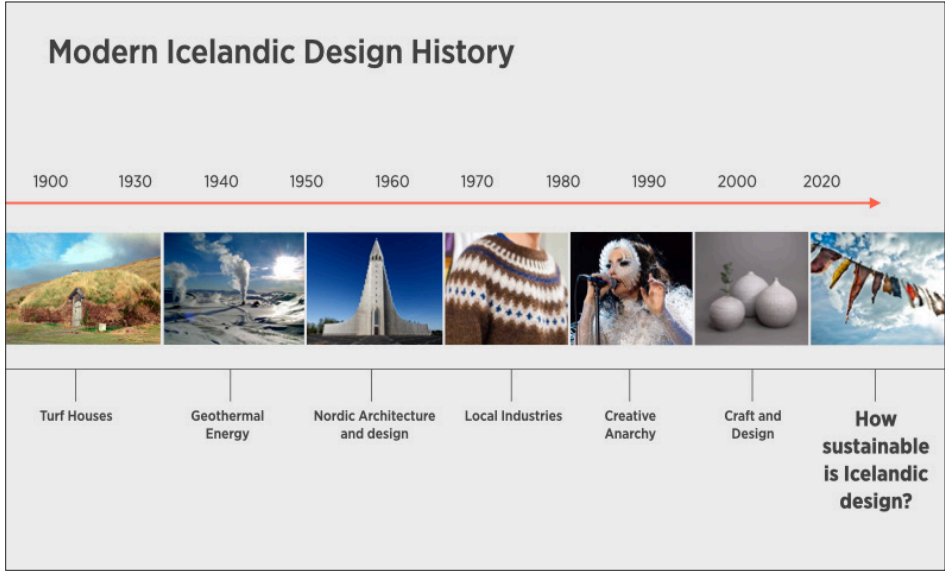 Modern Icelandic Design History
1900 1930 1940 1950 1960 1970 1980 1990 2000 2020
Turf Houses
Geothermal
Energy
Nordic Architecture
and design
Local Industries
Creative
Anarchy
Craft and
Design
How
sustainable
is Icelandic
design?